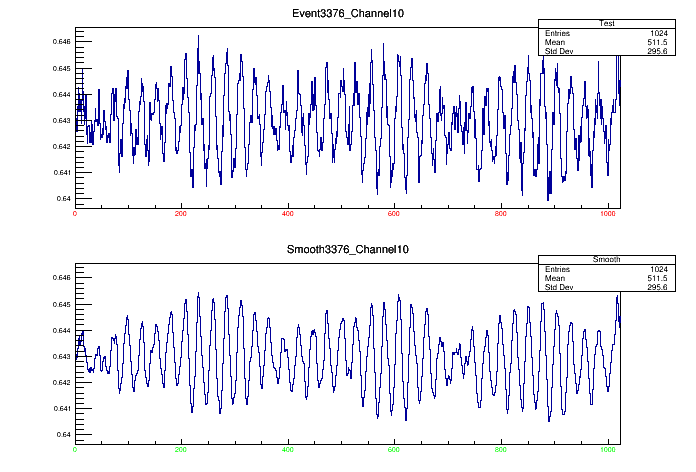 Event3376_Channel10
Test
Entries 1024
Mean 511.5
Std Dev 295.6
0.646
0.645
0.644
0.643
0.642
0.641
0.64
0 200 400 600 800 1000
Smooth3376_Channel10
Smooth
Entries 1024
Mean 511.5
Std Dev 295.6
0.646
0.645
0.644
0.643
0.642
0.641
0.64
0 200 400 600 800 1000